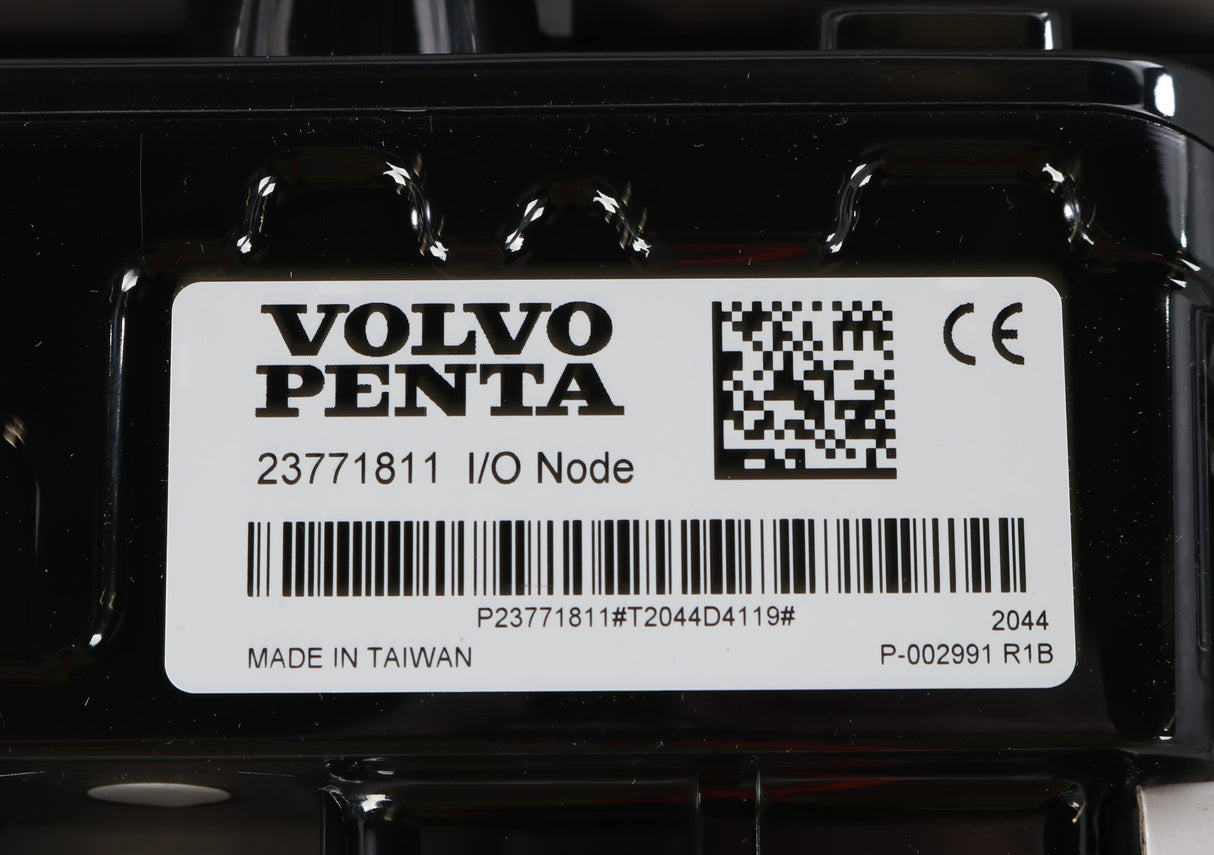 VOLVO
PENTA
CE
23771811 I/O Node
P23771811#T2044D4119#
2044
MADE IN TAIWAN
P-002991 R1B